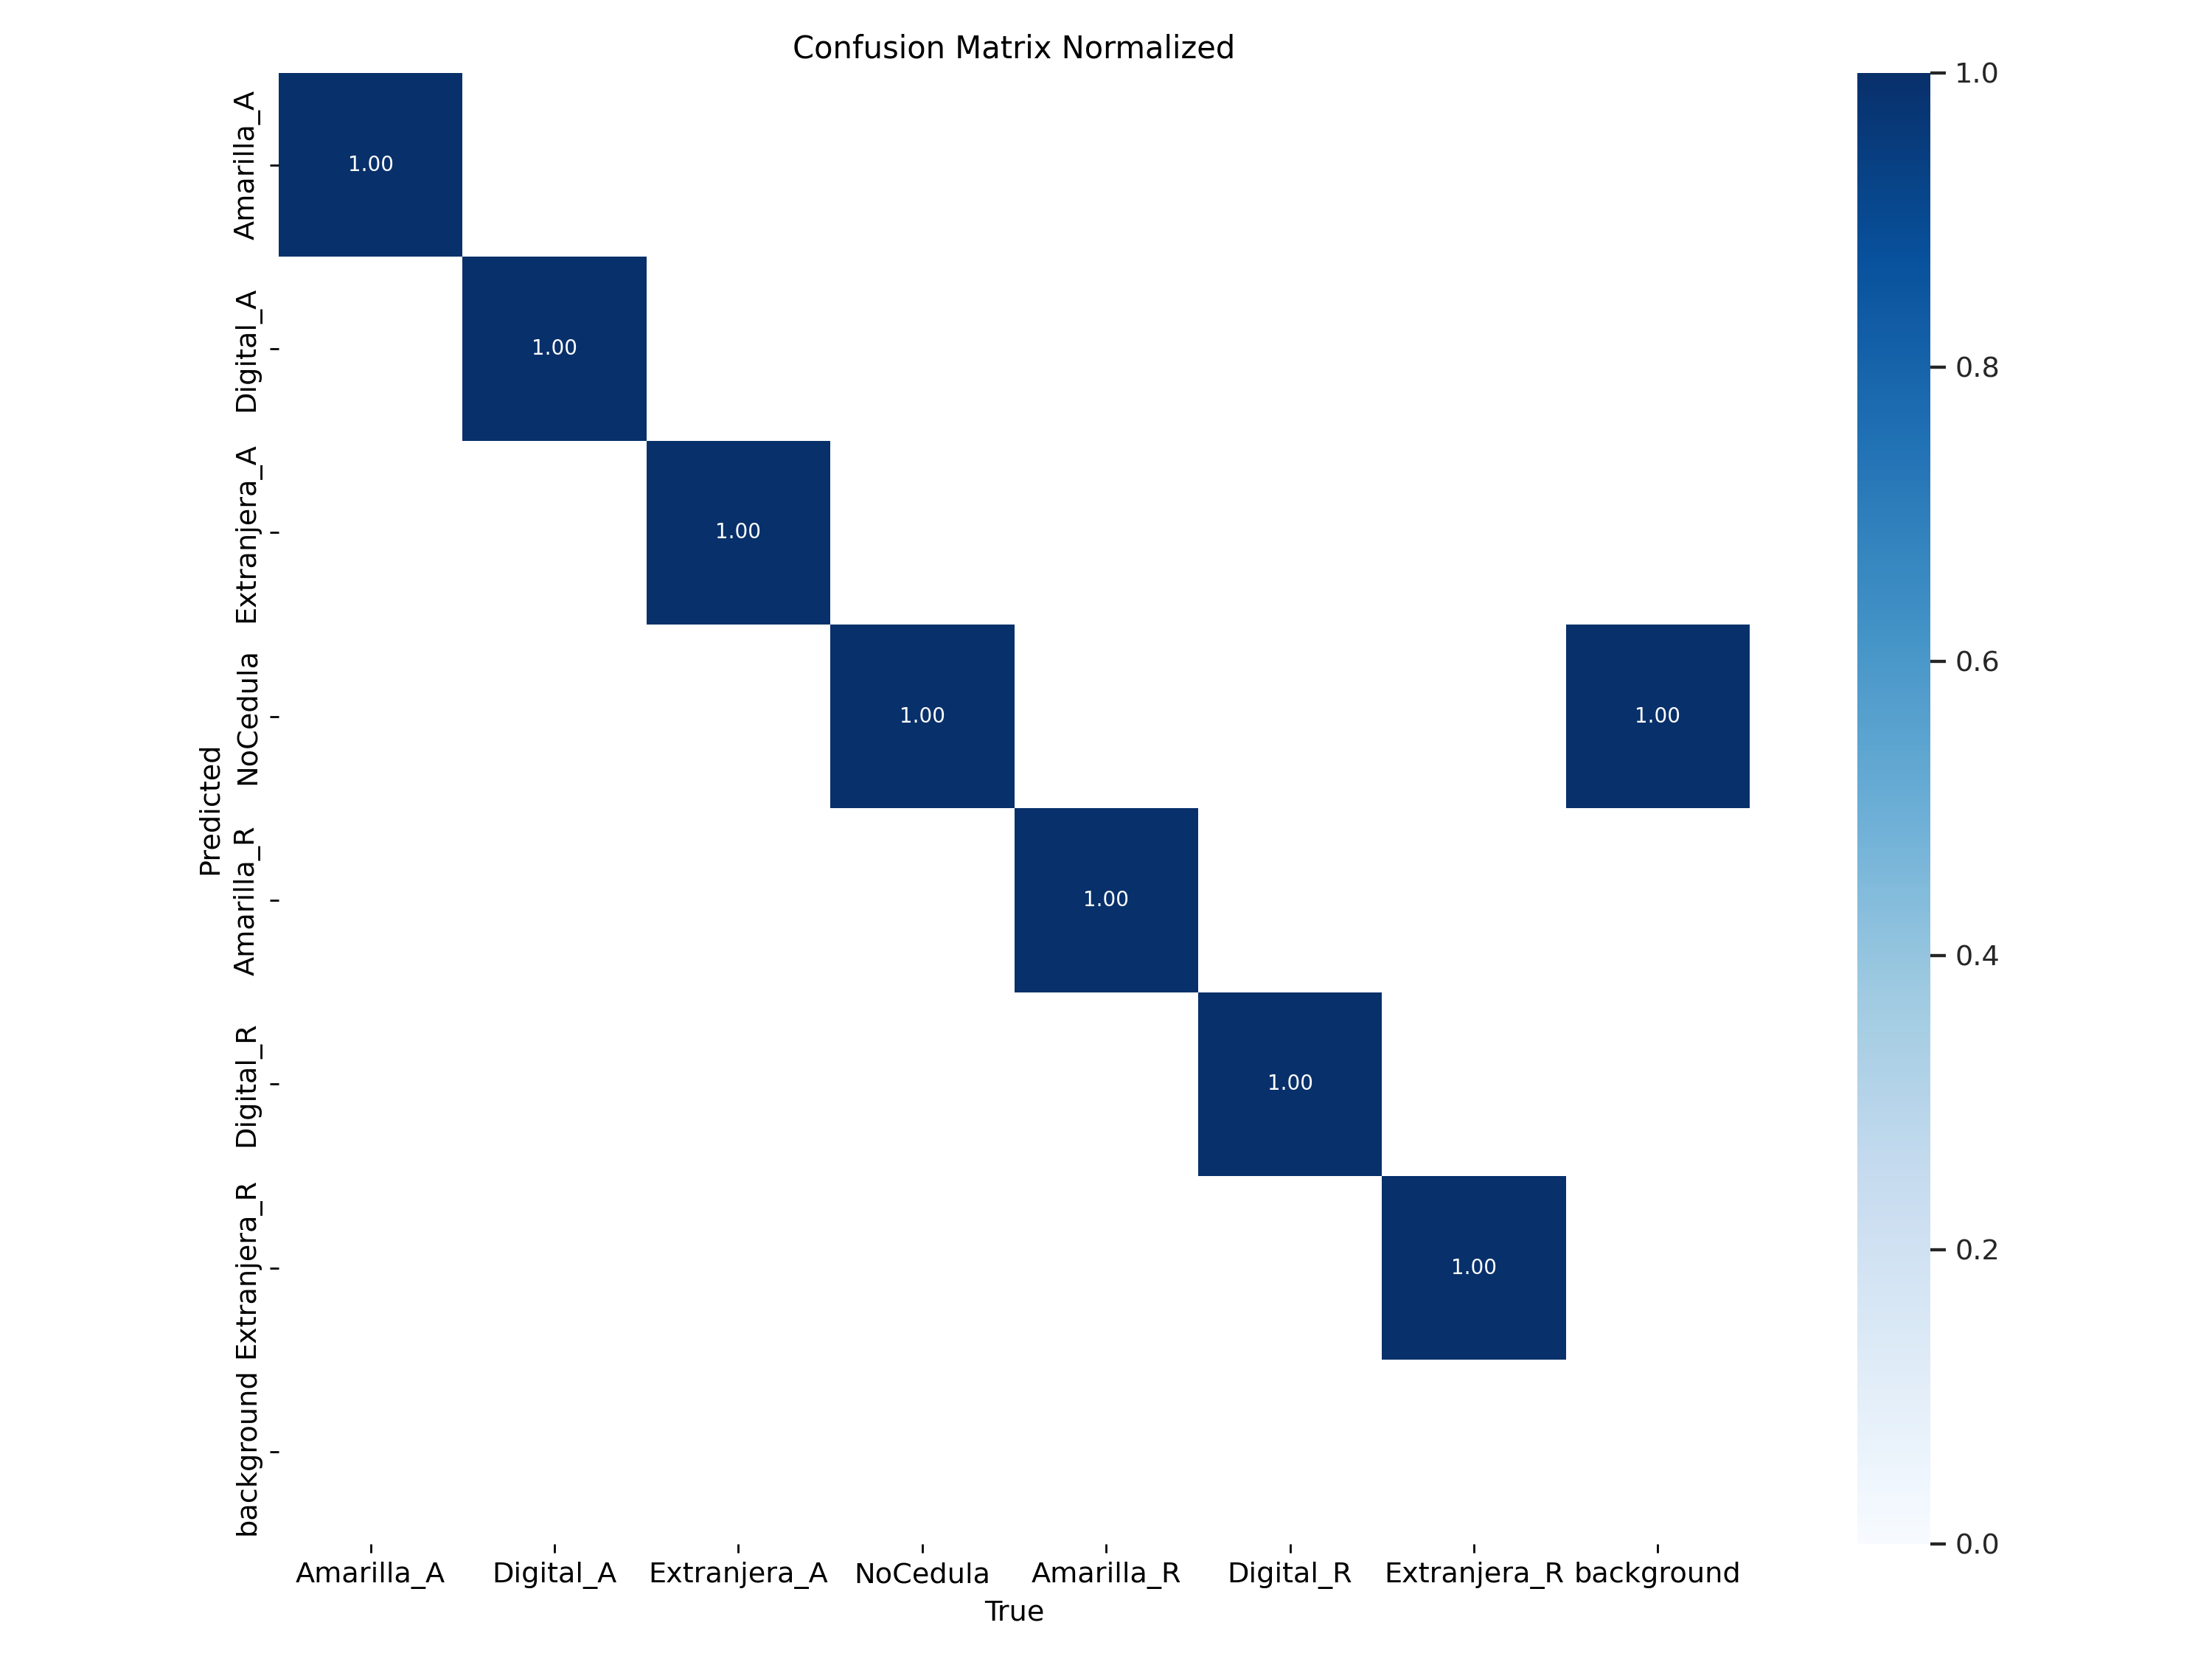 Confusion Matrix Normalized
Amarilla_A
Digital_A
Extranjera_A
NoCedula
Amarilla_R
Digital_R
Extranjera_R
background
Predicted
1.00
1.00
1.00
1.00 1.00
1.00
1.00
1.00
Amarilla_A Digital_A Extranjera_A NoCedula Amarilla_R Digital_R Extranjera_R background
True
1.0
0.8
0.6
0.4
0.2
0.0